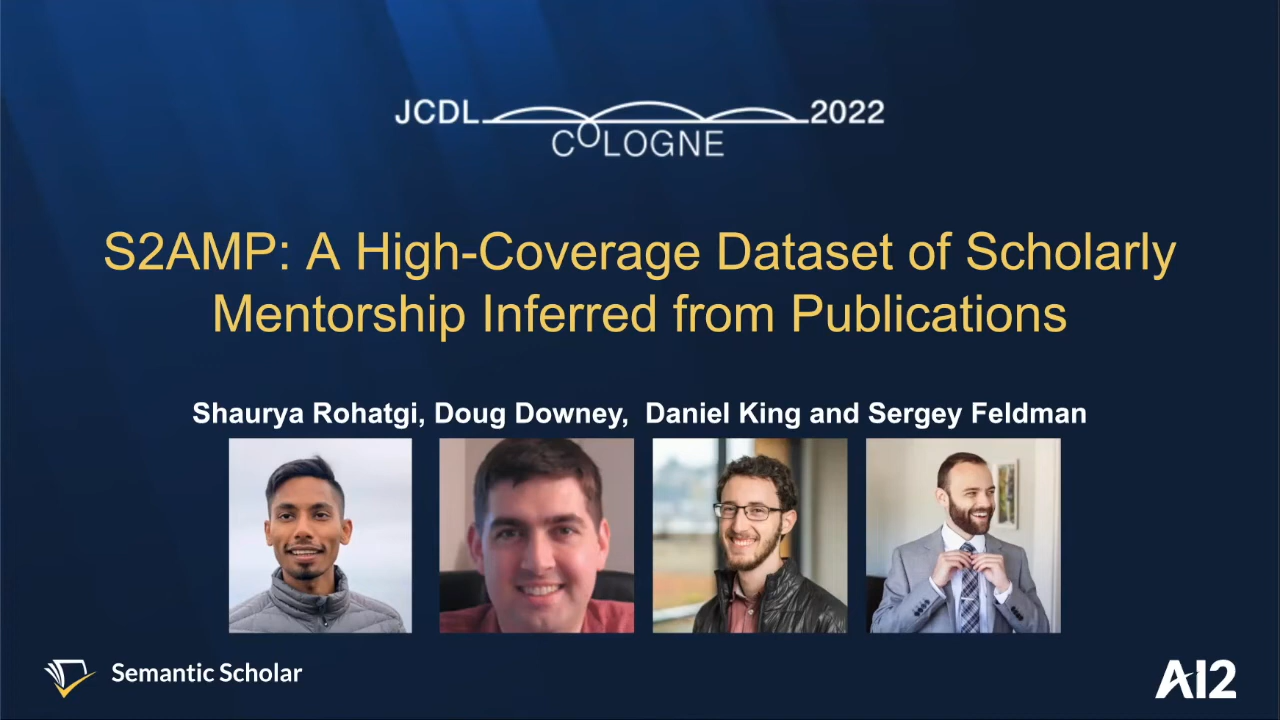 JCDL 2022
COLOGNE
S2AMP: A High-Coverage Dataset of Scholarly
Mentorship Inferred from Publications
Shaurya Rohatgi, Doug Downey, Daniel King and Sergey Feldman
Semantic Scholar
AI2